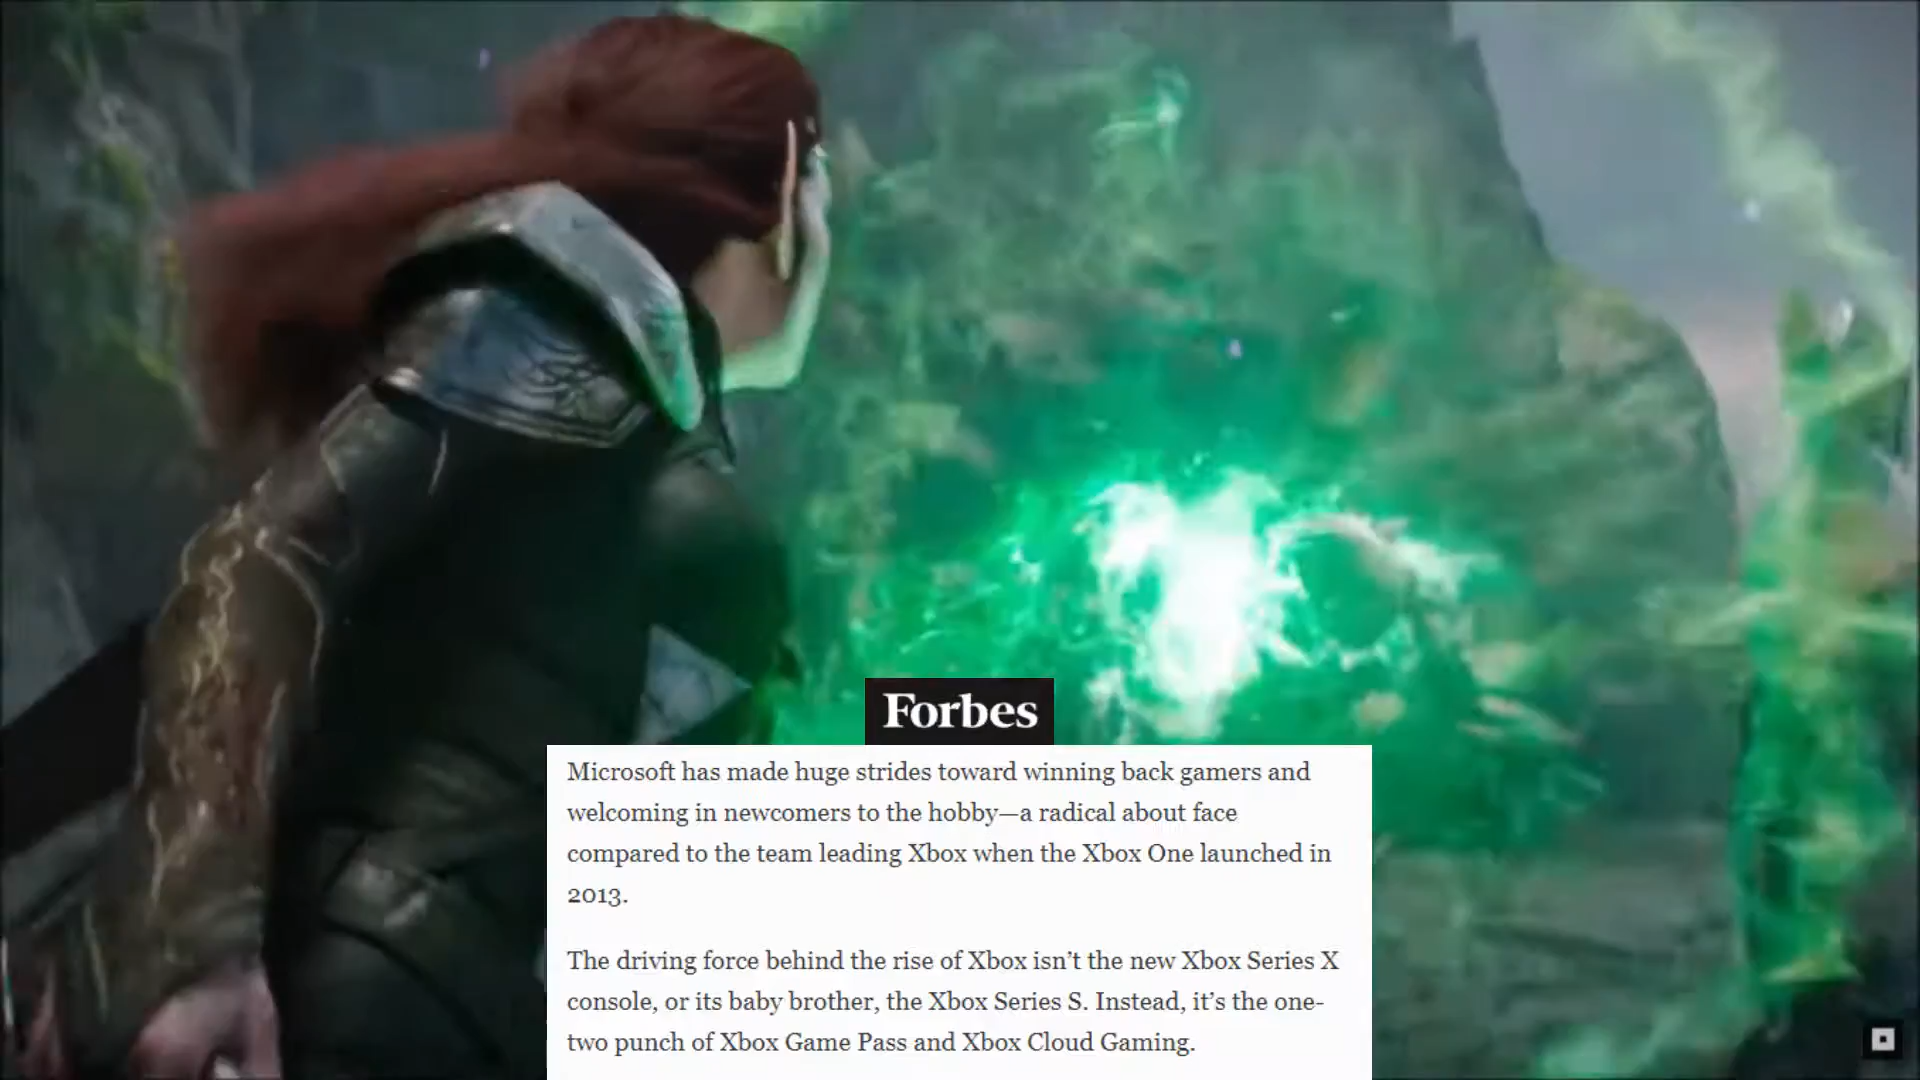 Forbes
Microsoft has made huge strides toward winning back gamers and
welcoming in newcomers to the hobby—a radical about face
compared to the team leading Xbox when the Xbox One launched in
2013.
The driving force behind the rise of Xbox isn’t the new Xbox Series X
console, or its baby brother, the Xbox Series S. Instead, it’s the one-
two punch of Xbox Game Pass and Xbox Cloud Gaming.